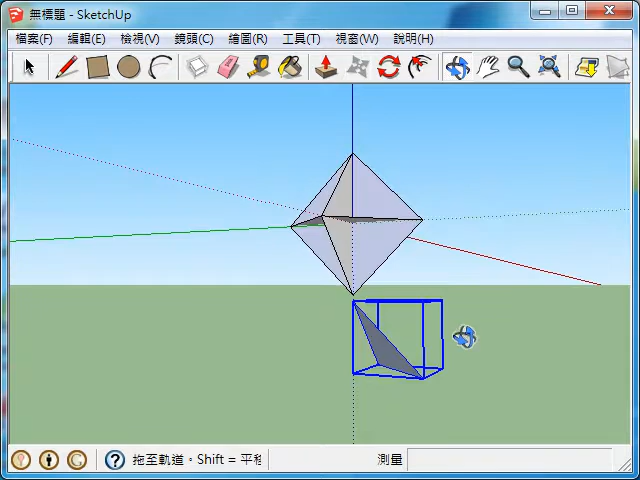 無標題 - SketchUp
檔案(F) 編輯(E) 檢視(V) 鏡頭(C) 繪圖(R) 工具(T) 視窗(W) 說明(H)
拖至軌道。Shift = 平移 測量